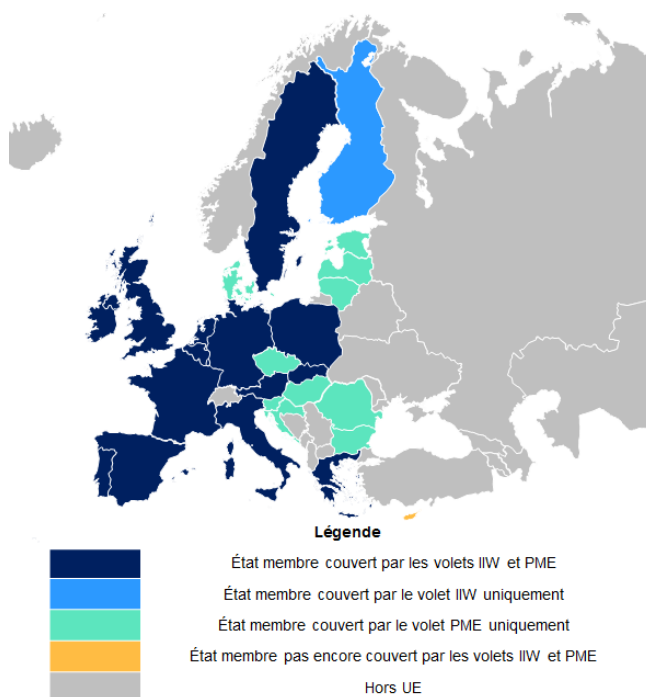 Légende
État membre couvert par les volets IIW et PME
État membre couvert par le volet IIW uniquement
État membre couvert par le volet PME uniquement
État membre pas encore couvert par les volets IIW et PME
Hors UE